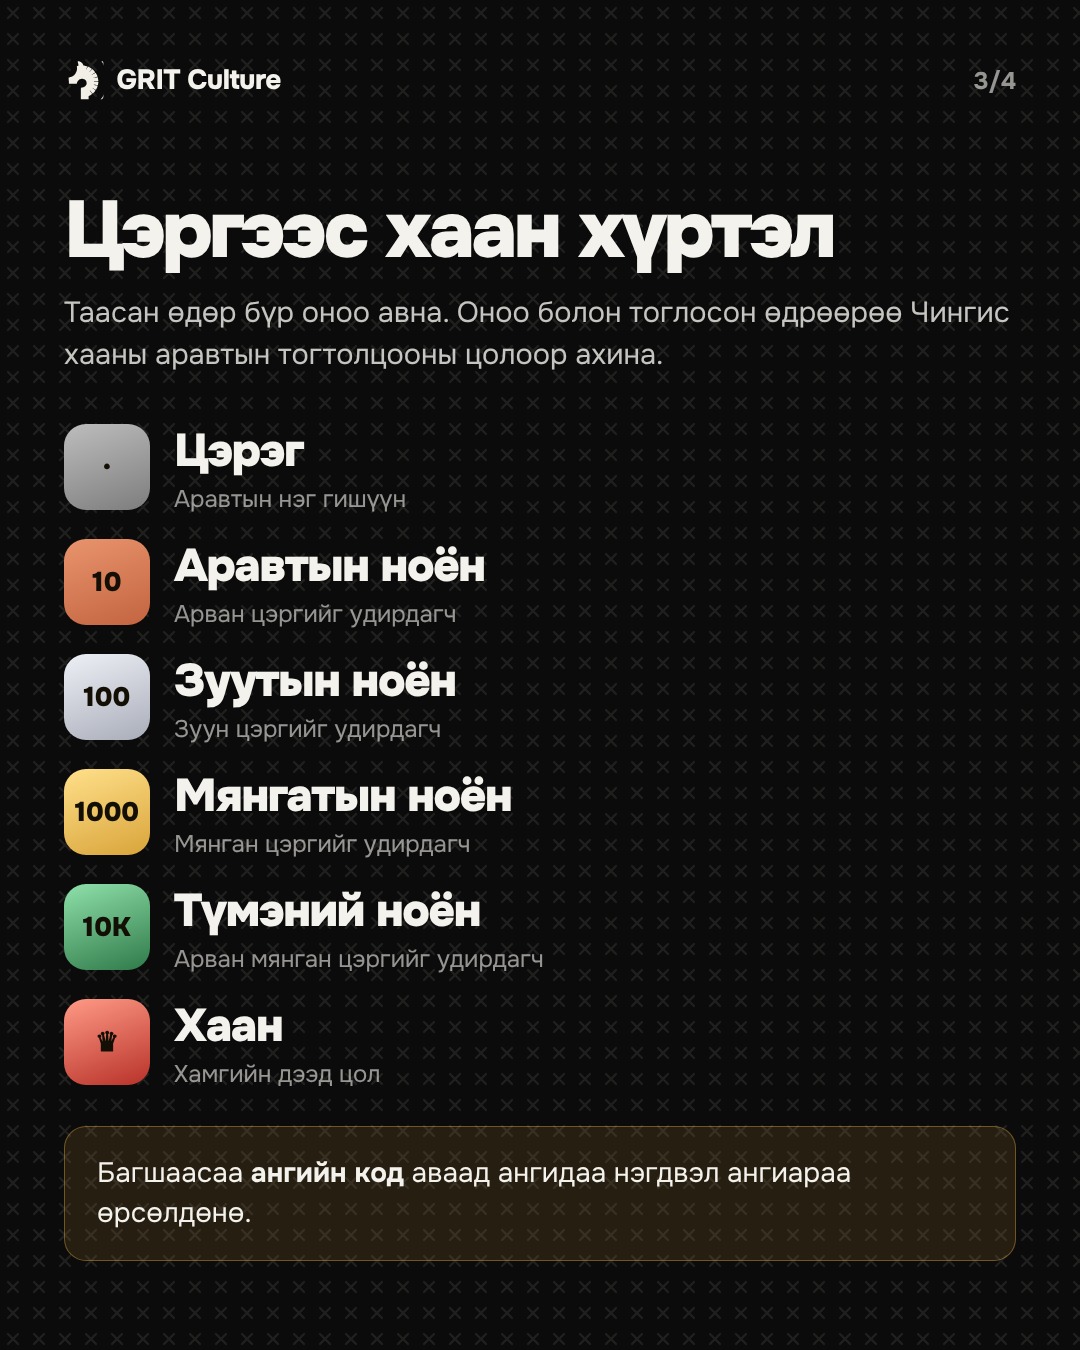 GRIT Culture
3/4
Цэргээс хаан хүртэл
Таасан өдөр бүр оноо авна. Оноо болон тоглосон өдрөөрөө Чингис
хааны аравтын тогтолцооны цолоор ахина.
•
Цэрэг
Аравтын нэг гишүүн
10
Аравтын ноён
Арван цэргийг удирдагч
100
Зуутын ноён
Зуун цэргийг удирдагч
1000
Мянгатын ноён
Мянган цэргийг удирдагч
10K
Түмэний ноён
Арван мянган цэргийг удирдагч
♛
Хаан
Хамгийн дээд цол
Багшаасаа ангийн код аваад ангидаа нэгдвэл ангиараа
өрсөлдөнө.